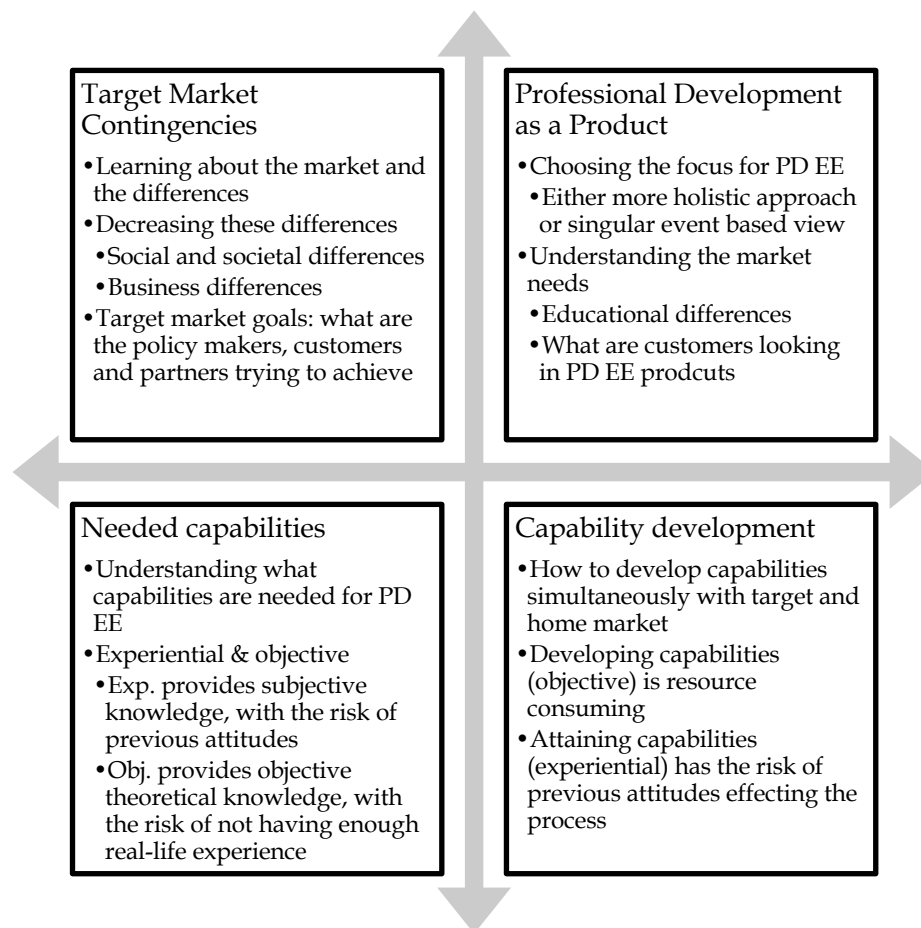 Target Market
Contingencies
•Learning about the market and
the differences
•Decreasing these differences
•Social and societal differences
•Business differences
•Target market goals: what are
the policy makers, customers
and partners trying to achieve
Professional Development
as a Product
•Choosing the focus for PD EE
•Either more holistic approach
or singular event based view
•Understanding the market
needs
•Educational differences
•What are customers looking
in PD EE prodcuts
Needed capabilities
•Understanding what
capabilities are needed for PD
EE
•Experiential & objective
•Exp. provides subjective
knowledge, with the risk of
previous attitudes
•Obj. provides objective
theoretical knowledge, with
the risk of not having enough
real-life experience
Capability development
•How to develop capabilities
simultaneously with target and
home market
•Developing capabilities
(objective) is resource
consuming
•Attaining capabilities
(experiential) has the risk of
previous attitudes effecting the
process